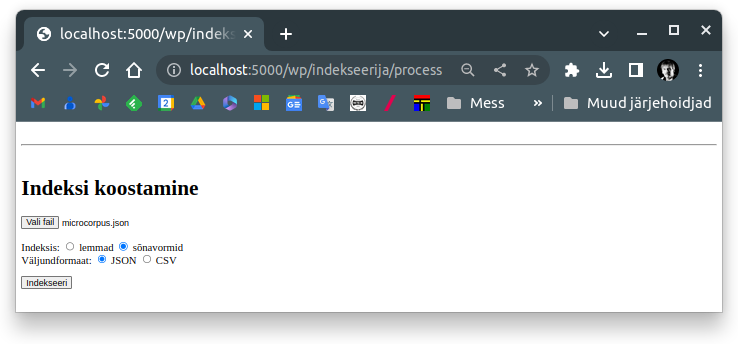 localhost:5000/wp/indeks
localhost:5000/wp/indekseerija/process
2
Mess
Muud järjehoidjad
Indeksi koostamine
Vali fail microcorpus.json
Indeksis: lemmad sõnavormid
Väljundformaat: JSON CSV
Indekseeri